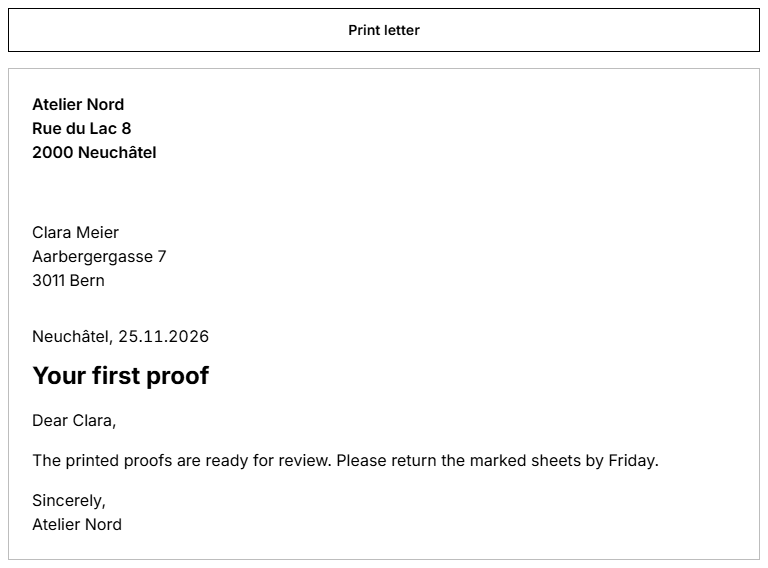 Print letter
Atelier Nord
Rue du Lac 8
2000 Neuchâtel
Clara Meier
Aarbergergasse 7
3011 Bern
Neuchâtel, 25.11.2026
Your first proof
Dear Clara,
The printed proofs are ready for review. Please return the marked sheets by Friday.
Sincerely,
Atelier Nord